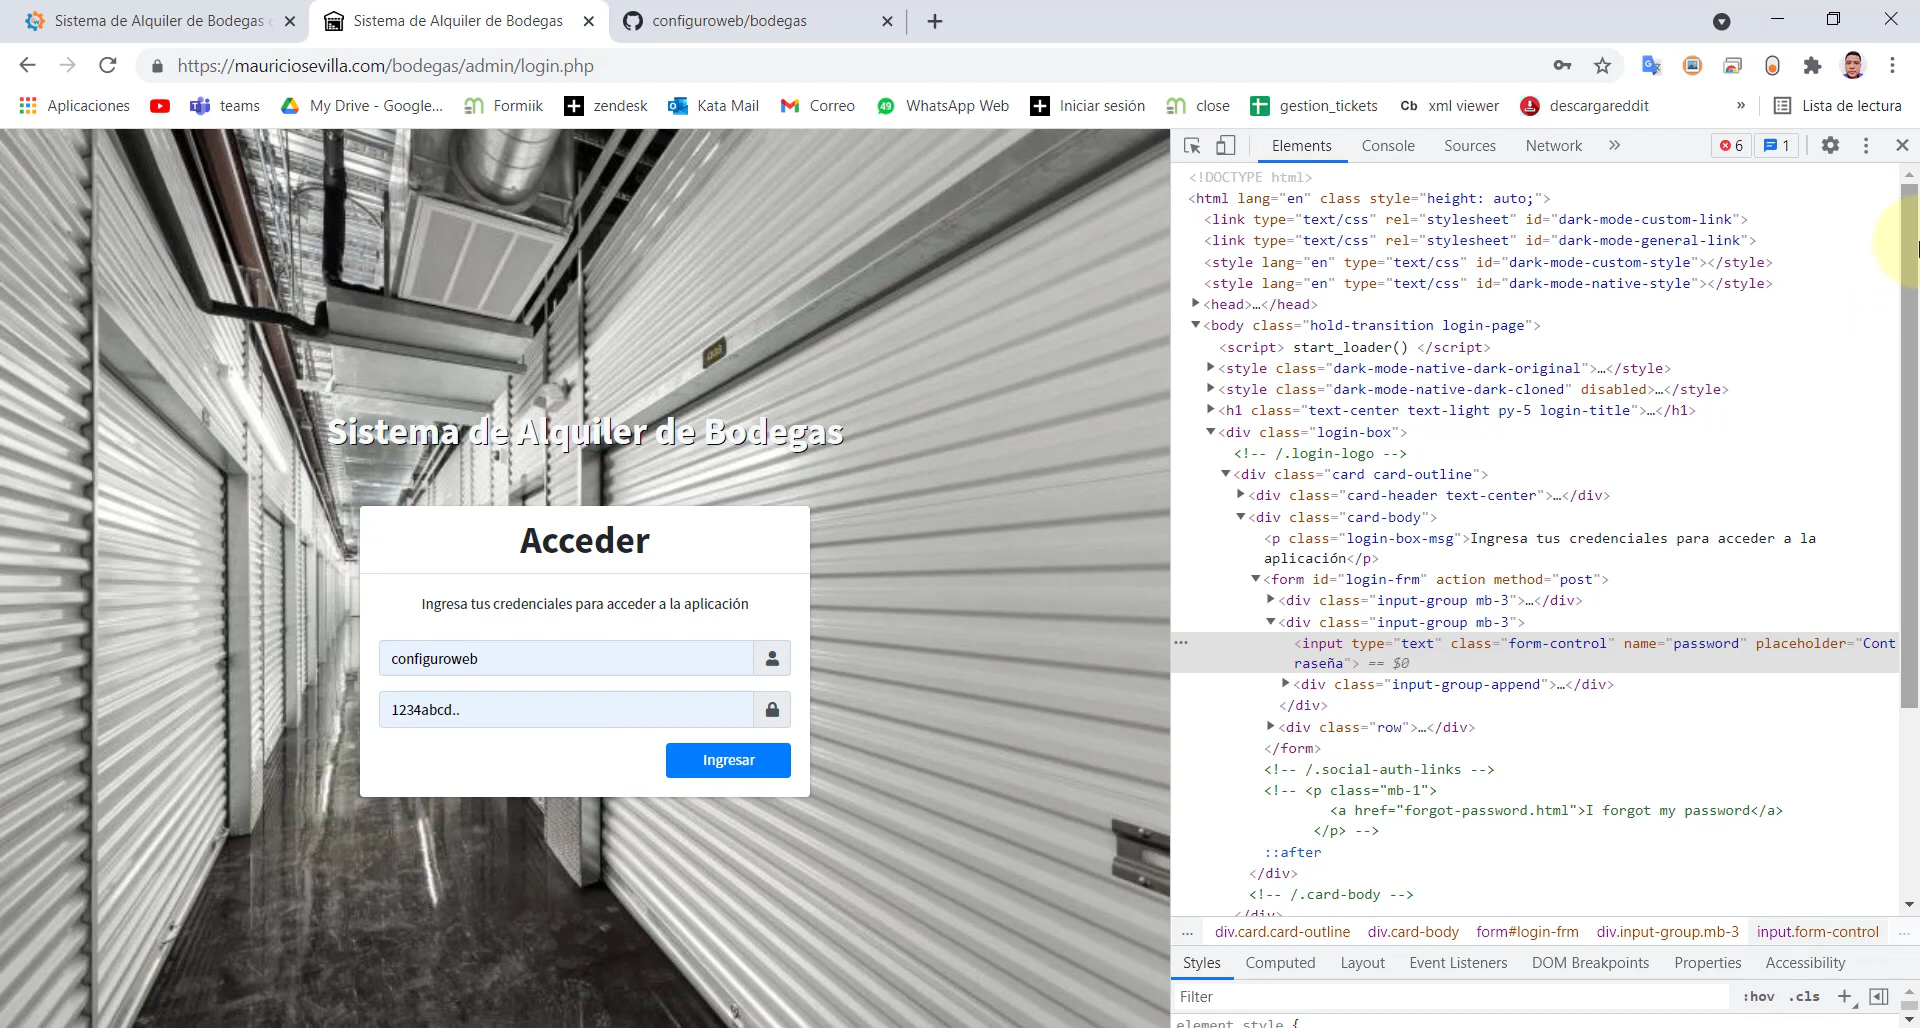 Sistema de Alquiler de Bodegas
Sistema de Alquiler de Bodegas
configuroweb/bodegas
https://mauriciosevilla.com/bodegas/admin/login.php
Aplicaciones
teams
My Drive - Google...
Formiik
zendesk
Kata Mail
Correo
49
WhatsApp Web
Iniciar sesión
close
gestion_tickets
Cb xml viewer
descargareddit
»
Lista de lectura
Sistema de Alquiler de Bodegas
Acceder
Ingresa tus credenciales para acceder a la aplicación
configuroweb
1234abcd..
Ingresar
Elements
Console
Sources
Network
»
6
1
<!DOCTYPE html>
<html lang="en" class style="height: auto;">
<link type="text/css" rel="stylesheet" id="dark-mode-custom-link">
<link type="text/css" rel="stylesheet" id="dark-mode-general-link">
<style lang="en" type="text/css" id="dark-mode-custom-style"></style>
<style lang="en" type="text/css" id="dark-mode-native-style"></style>
<head>…</head>
<body class="hold-transition login-page">
<script> start_loader() </script>
<style class="dark-mode-native-dark-original">…</style>
<style class="dark-mode-native-dark-cloned" disabled>…</style>
<h1 class="text-center text-light py-5 login-title">…</h1>
<div class="login-box">
<!-- /.login-logo -->
<div class="card card-outline">
<div class="card-header text-center">…</div>
<div class="card-body">
<p class="login-box-msg">Ingresa tus credenciales para acceder a la
aplicación</p>
<form id="login-frm" action method="post">
<div class="input-group mb-3">…</div>
<div class="input-group mb-3">
<input type="text" class="form-control" name="password" placeholder="Cont
raseña"> == $0
<div class="input-group-append">…</div>
</div>
<div class="row">…</div>
</form>
<!-- /.social-auth-links -->
<!-- <p class="mb-1">
<a href="forgot-password.html">I forgot my password</a>
</p> -->
::after
</div>
<!-- /.card-body -->
</div>
... div.card.card-outline div.card-body form#login-frm div.input-group.mb-3 input.form-control ...
Styles
Computed
Layout
Event Listeners
DOM Breakpoints
Properties
Accessibility
Filter
:hov .cls +
element.style {